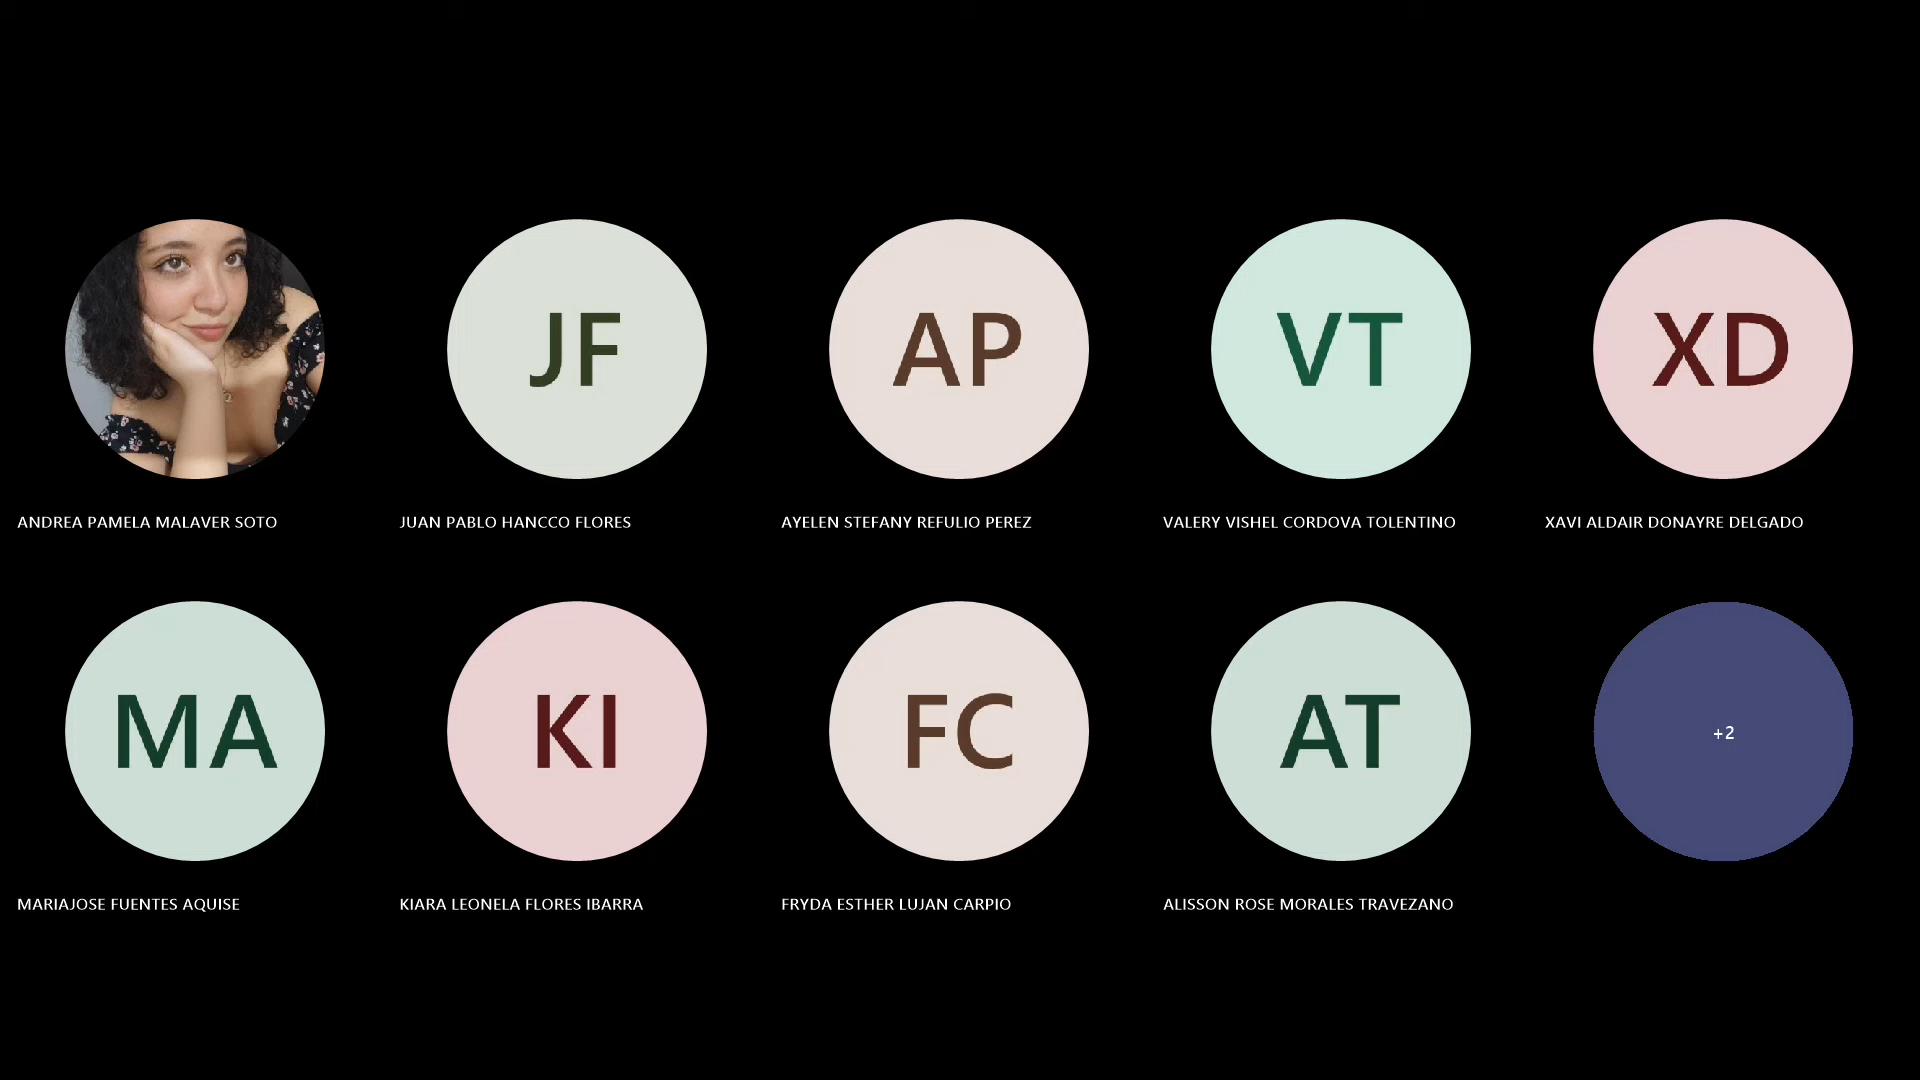 JF
AP
VT
XD
ANDREA PAMELA MALAVER SOTO
JUAN PABLO HANCCO FLORES
AYELEN STEFANY REFULIO PEREZ
VALERY VISHEL CORDOVA TOLENTINO
XAVI ALDAIR DONAYRE DELGADO
MA
KI
FC
AT
+2
MARIAJOSE FUENTES AQUISE
KIARA LEONELA FLORES IBARRA
FRYDA ESTHER LUJAN CARPIO
ALISSON ROSE MORALES TRAVEZANO